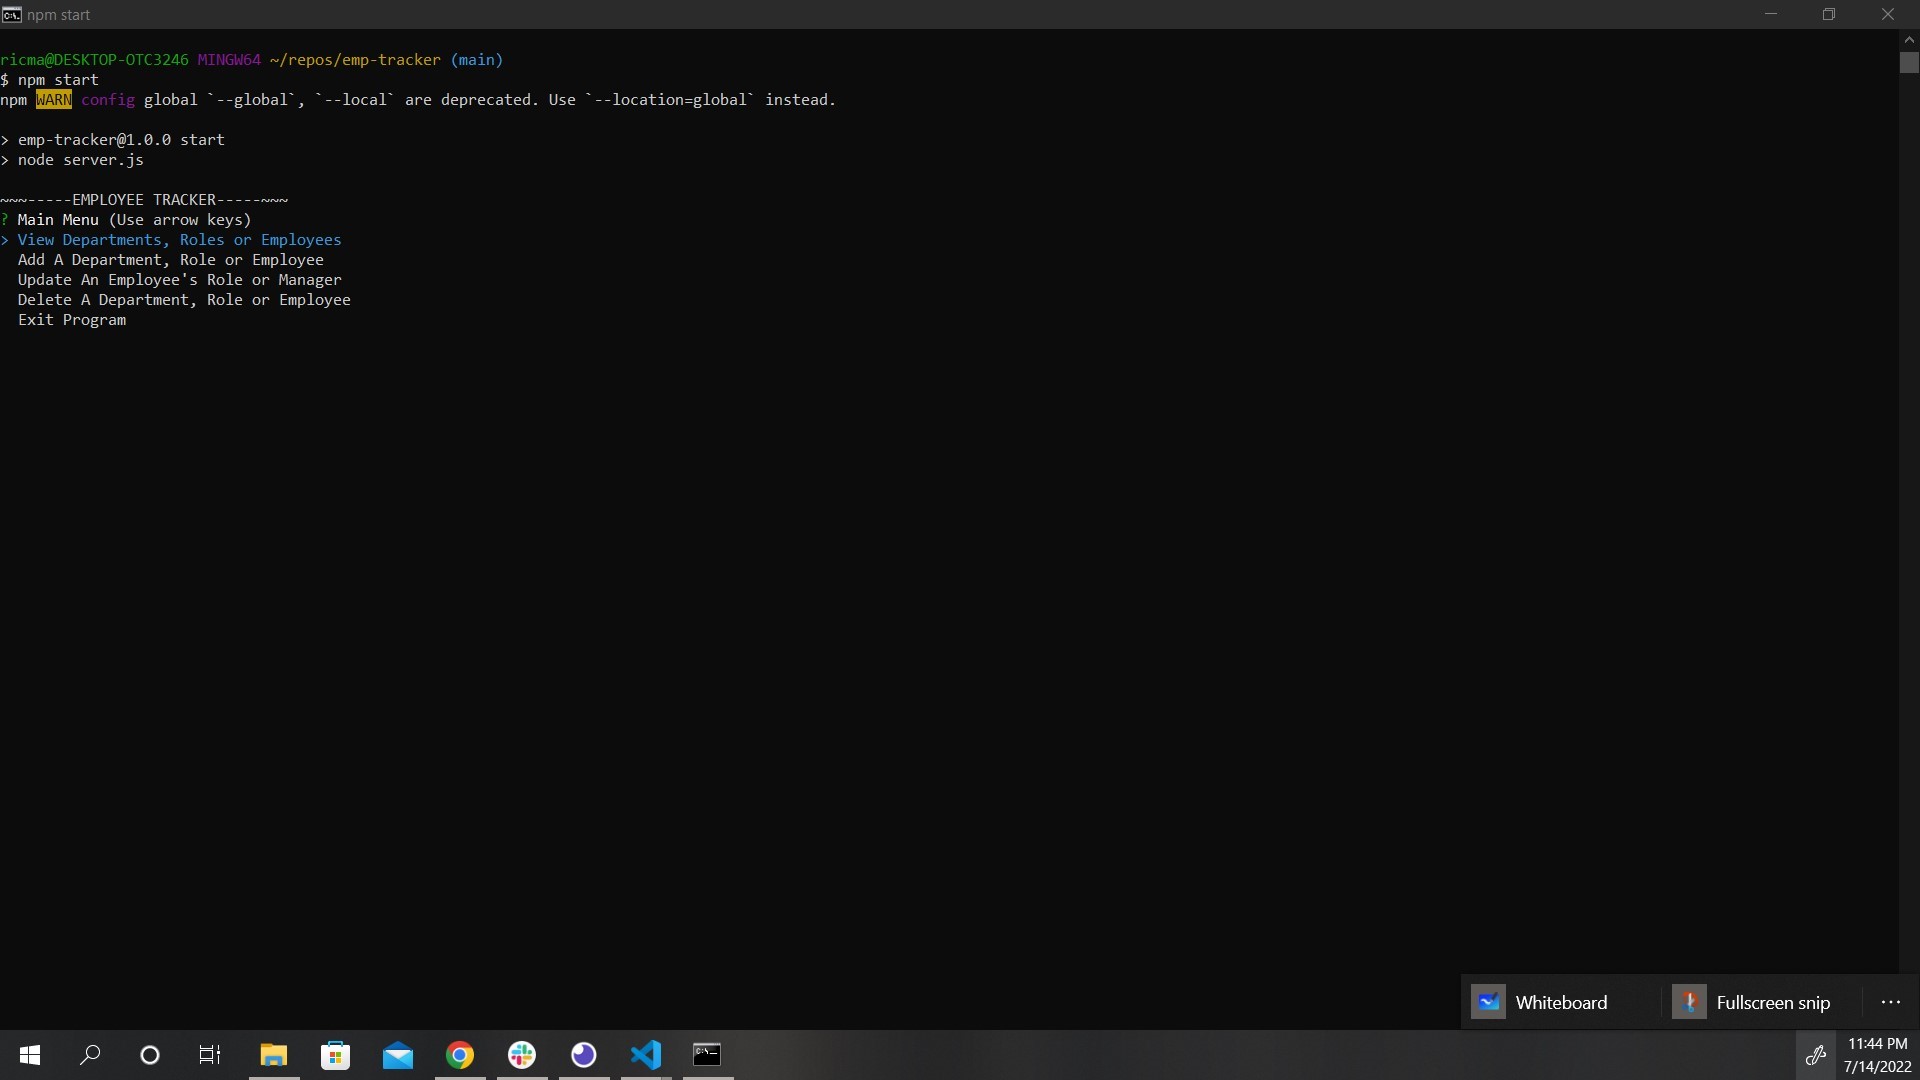 npm start
ricma@DESKTOP-OTC3246 MINGW64 ~/repos/emp-tracker (main)
$ npm start
npm WARN config global `--global`, `--local` are deprecated. Use `--location=global` instead.
> emp-tracker@1.0.0 start
> node server.js
~~~-----EMPLOYEE TRACKER-----~~~
? Main Menu (Use arrow keys)
> View Departments, Roles or Employees
Add A Department, Role or Employee
Update An Employee's Role or Manager
Delete A Department, Role or Employee
Exit Program
Whiteboard
Fullscreen snip
11:44 PM
7/14/2022